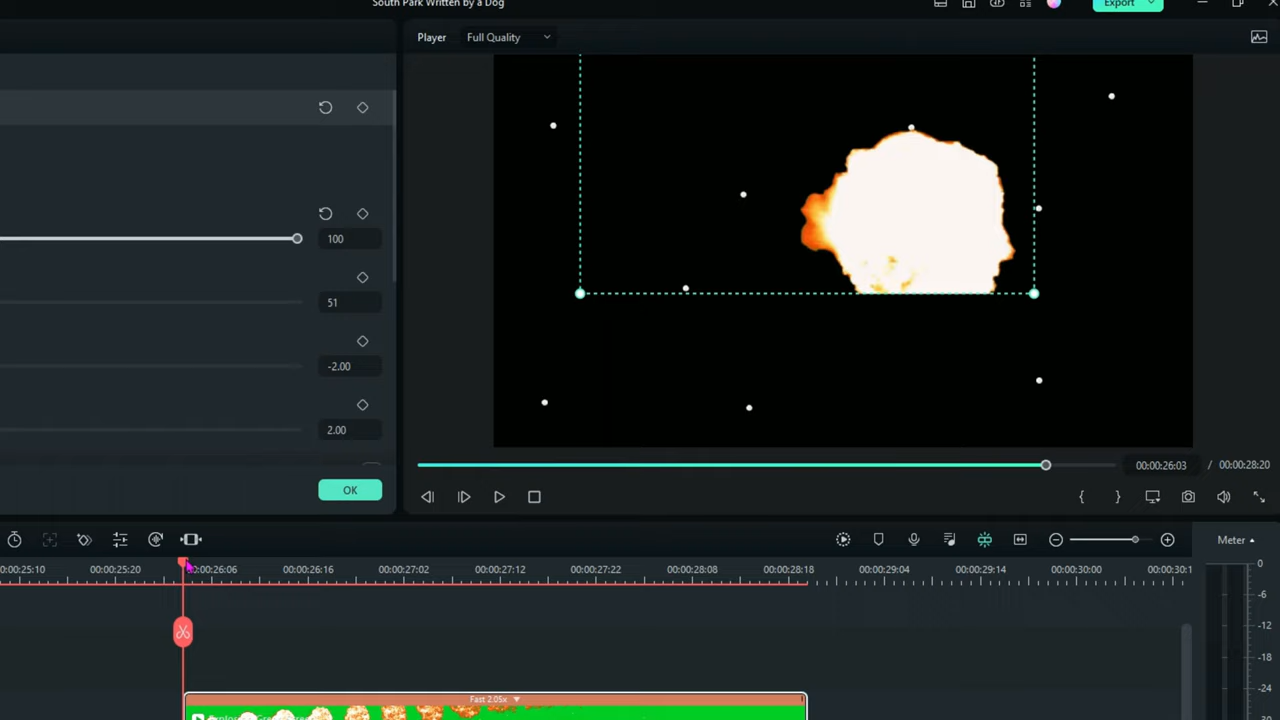 South Park Written by a Dog
Export
Player Full Quality
100
51
-2.00
2.00
OK
00:00:26:03 / 00:00:28:20
Meter
00:00:25:10 00:00:25:20 00:00:26:06 00:00:26:16 00:00:27:02 00:00:27:12 00:00:27:22 00:00:28:08 00:00:28:18 00:00:29:04 00:00:29:14 00:00:30:00 00:00:30:1
0
-6
-12
-18
-24
Fast 2.05x